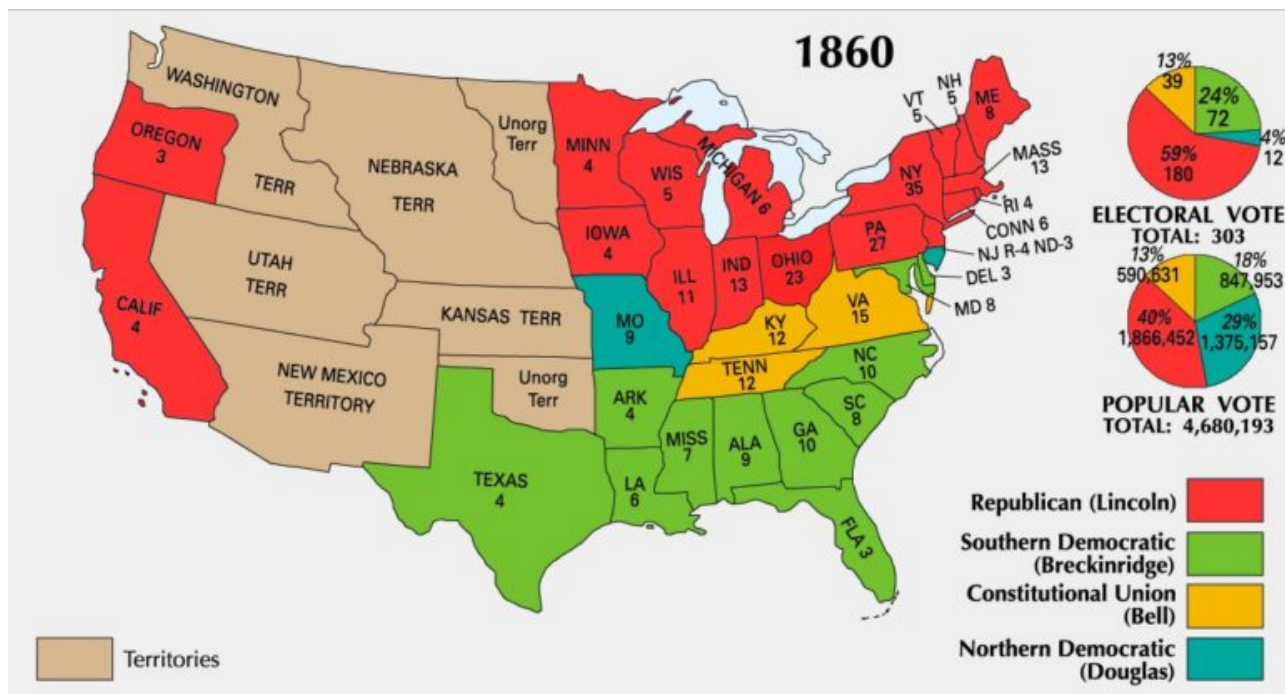 1860
WASHINGTON
TERR
OREGON
3
CALIF
4
NEBRASKA
TERR
Unorg
Terr
UTAH
TERR
KANSAS TERR
NEW MEXICO
TERRITORY
Unorg
Terr
TEXAS
4
MINN
4
IOWA
4
MO
9
ARK
4
LA
6
WIS
5
ILL
11
MICHIGAN 6
IND
13
OHIO
23
KY
12
TENN
12
MISS
7
ALA
9
GA
10
FLA 3
SC
8
NC
10
VA
15
PA
27
NY
35
VT
5
NH
5
ME
8
MASS
13
RI 4
CONN 6
NJ R-4 ND-3
DEL 3
MD 8
13%
39
24%
72
4%
12
59%
180
ELECTORAL VOTE
TOTAL: 303
13%
590,631
18%
847,953
40%
1,866,452
29%
1,375,157
POPULAR VOTE
TOTAL: 4,680,193
Republican (Lincoln)
Southern Democratic
(Breckinridge)
Constitutional Union
(Bell)
Northern Democratic
(Douglas)
Territories